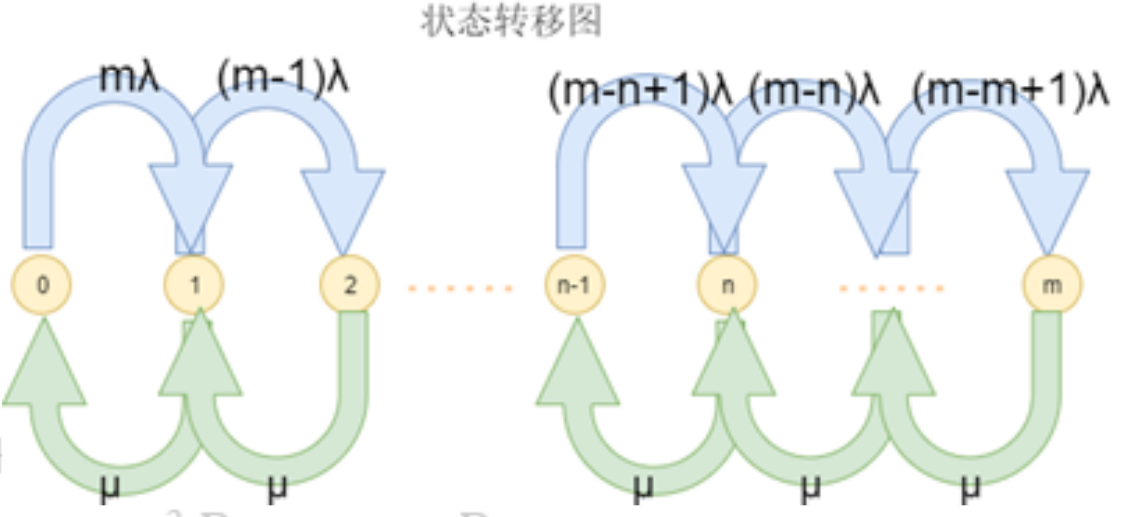 状态转移图
mλ (m-1)λ (m-n+1)λ (m-n)λ (m-m+1)λ
0 1 2 n-1 n m
μ μ μ μ μ